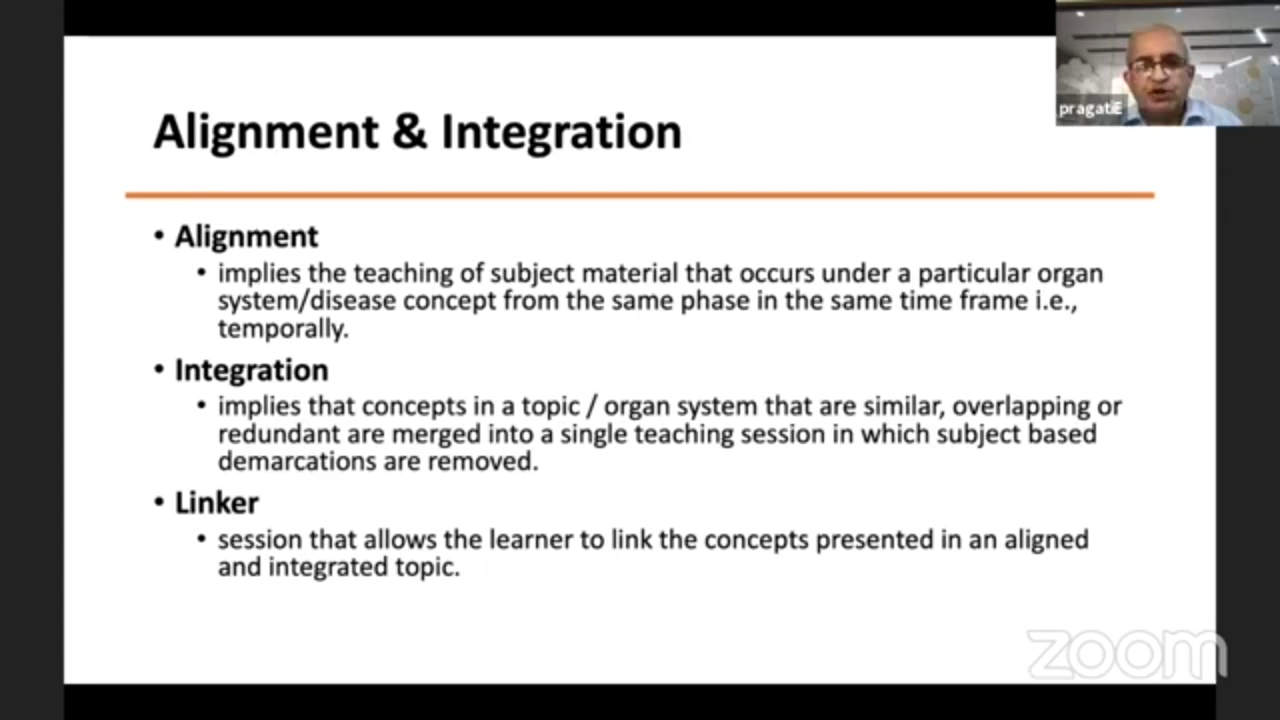 Alignment & Integration
pragatiE
• Alignment
• implies the teaching of subject material that occurs under a particular organ
system/disease concept from the same phase in the same time frame i.e.,
temporally.
• Integration
• implies that concepts in a topic / organ system that are similar, overlapping or
redundant are merged into a single teaching session in which subject based
demarcations are removed.
• Linker
• session that allows the learner to link the concepts presented in an aligned
and integrated topic.
zoom